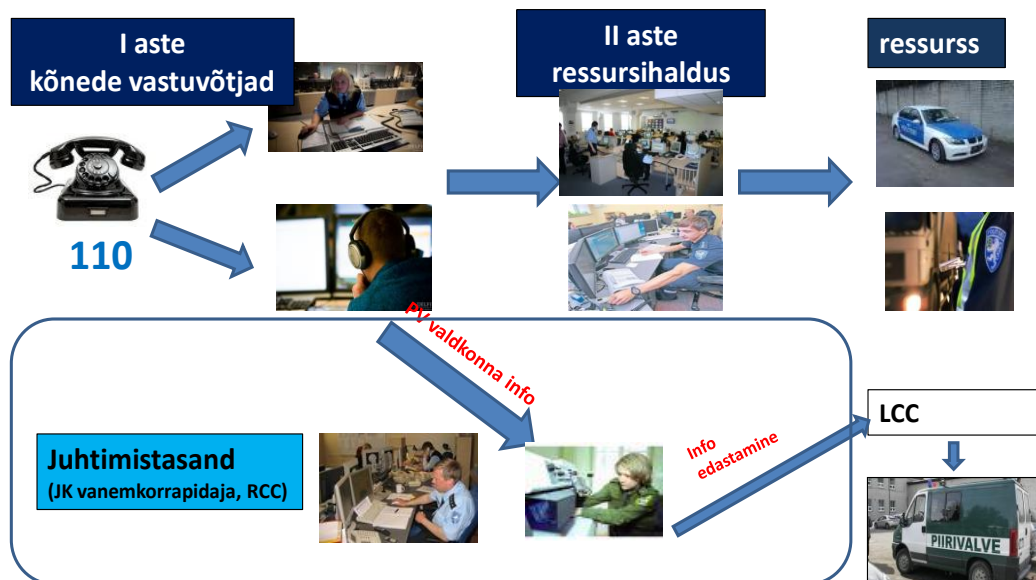 I aste
kõnede vastuvõtjad
II aste
ressursihaldus
ressurss
110
DELFI
PV valdkonna info
Juhtimistasand
(JK vanemkorrapidaja, RCC)
Info
edastamine
LCC
PIIRIVALVE